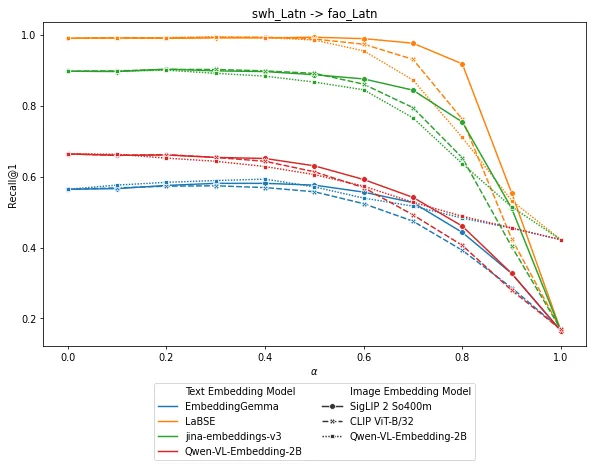 swh_Latn -> fao_Latn
Recall@1
1.0
0.8
0.6
0.4
0.2
0.0 0.2 0.4 0.6 0.8 1.0
α
Text Embedding Model
EmbeddingGemma
LaBSE
jina-embeddings-v3
Qwen-VL-Embedding-2B
Image Embedding Model
SigLIP 2 So400m
CLIP ViT-B/32
Qwen-VL-Embedding-2B